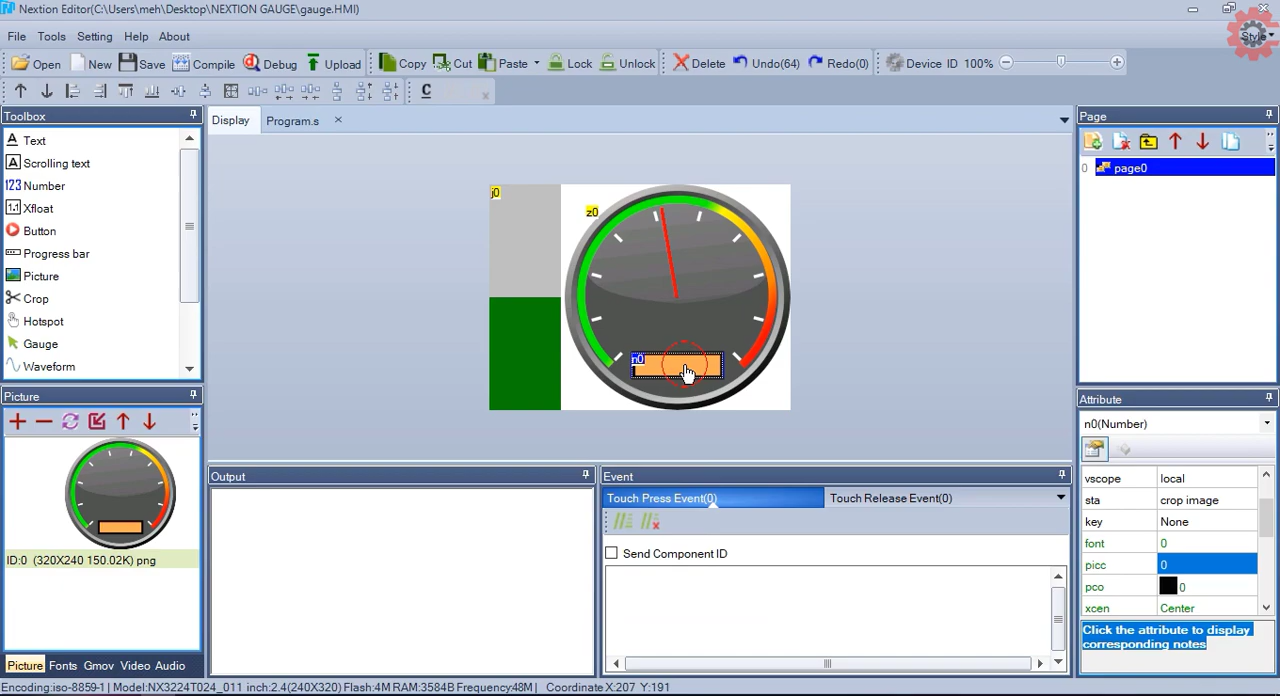 Nextion Editor(C:\Users\meh\Desktop\NEXTION GAUGE\gauge.HMI)
File Tools Setting Help About
Style
Open New Save Compile Debug Upload Copy Cut Paste Lock Unlock Delete Undo(64) Redo(0) Device ID 100%
C
Toolbox
Text
Scrolling text
123 Number
1.1 Xfloat
Button
Progress bar
Picture
Crop
Hotspot
Gauge
Waveform
Picture
ID:0 (320X240 150.02K) png
Picture Fonts Gmov Video Audio
Display Program.s
j0
z0
n0
Output
Event
Touch Press Event(0) Touch Release Event(0)
Send Component ID
Page
0 page0
Attribute
n0(Number)
vscope local
sta crop image
key None
font 0
picc 0
pco 0
xcen Center
Click the attribute to display
corresponding notes
Encoding:iso-8859-1 | Model:NX3224T024_011 inch:2.4(240X320) Flash:4M RAM:3584B Frequency:48M | Coordinate X:207 Y:191